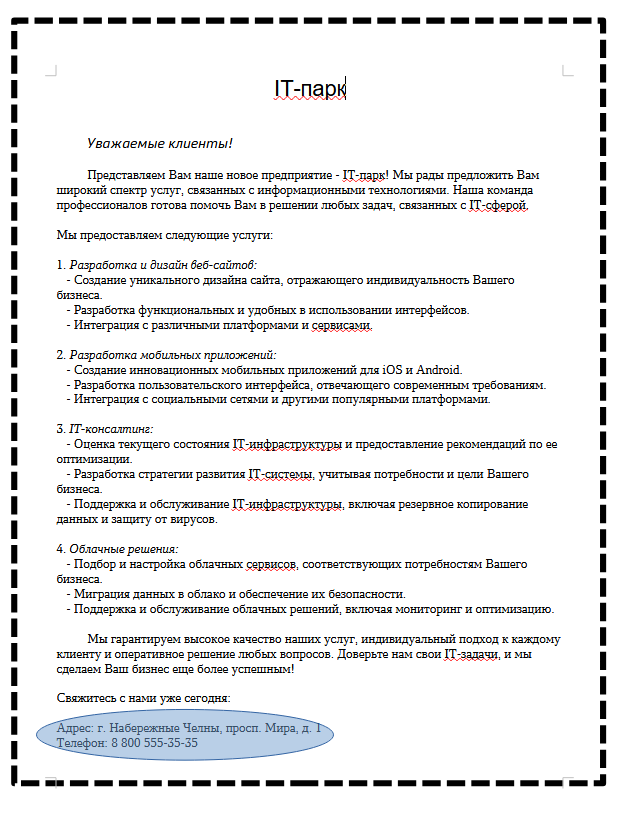 IT-парк
Уважаемые клиенты!
Представляем Вам наше новое предприятие - IT-парк! Мы рады предложить Вам
широкий спектр услуг, связанных с информационными технологиями. Наша команда
профессионалов готова помочь Вам в решении любых задач, связанных с IT-сферой.
Мы предоставляем следующие услуги:
1. Разработка и дизайн веб-сайтов:
- Создание уникального дизайна сайта, отражающего индивидуальность Вашего
бизнеса.
- Разработка функциональных и удобных в использовании интерфейсов.
- Интеграция с различными платформами и сервисами.
2. Разработка мобильных приложений:
- Создание инновационных мобильных приложений для iOS и Android.
- Разработка пользовательского интерфейса, отвечающего современным требованиям.
- Интеграция с социальными сетями и другими популярными платформами.
3. IT-консалтинг:
- Оценка текущего состояния IT-инфраструктуры и предоставление рекомендаций по ее
оптимизации.
- Разработка стратегии развития IT-системы, учитывая потребности и цели Вашего
бизнеса.
- Поддержка и обслуживание IT-инфраструктуры, включая резервное копирование
данных и защиту от вирусов.
4. Облачные решения:
- Подбор и настройка облачных сервисов, соответствующих потребностям Вашего
бизнеса.
- Миграция данных в облако и обеспечение их безопасности.
- Поддержка и обслуживание облачных решений, включая мониторинг и оптимизацию.
Мы гарантируем высокое качество наших услуг, индивидуальный подход к каждому
клиенту и оперативное решение любых вопросов. Доверьте нам свои IT-задачи, и мы
сделаем Ваш бизнес еще более успешным!
Свяжитесь с нами уже сегодня:
Адрес: г. Набережные Челны, просп. Мира, д. 1
Телефон: 8 800 555-35-35